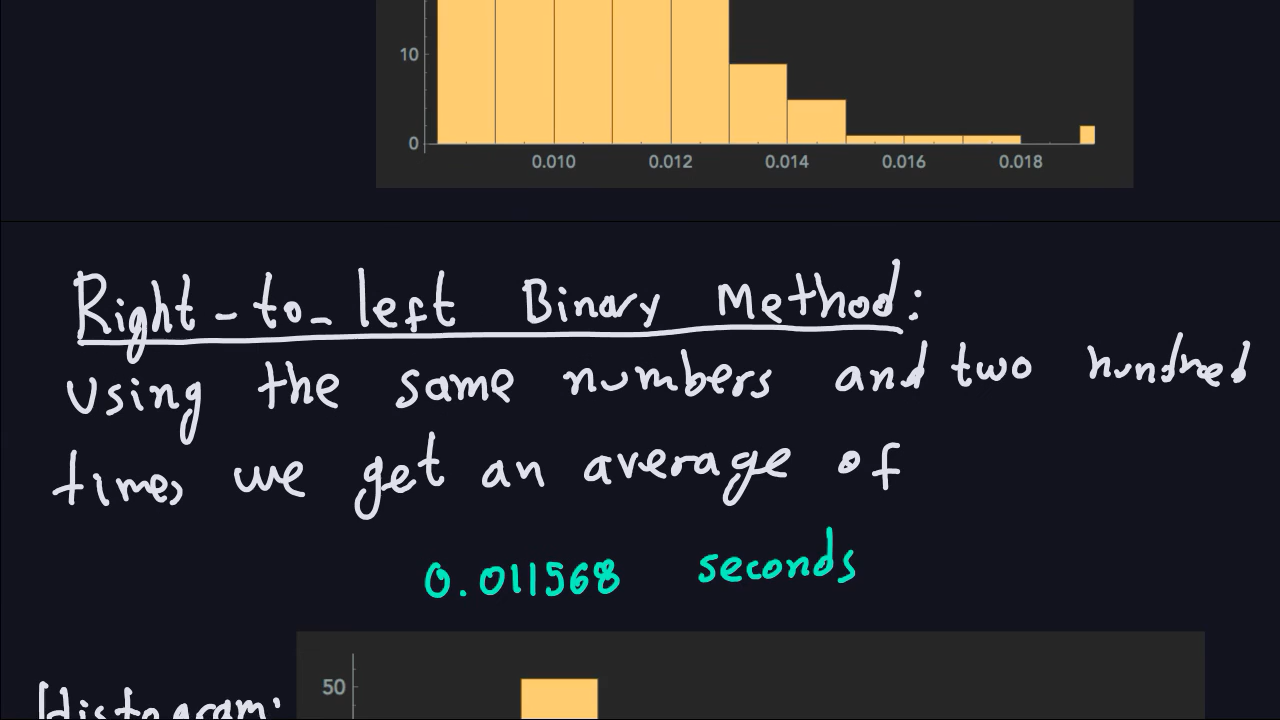 10
0
0.010 0.012 0.014 0.016 0.018
Right-to-left Binary Method:
Using the same numbers and two hundred
times we get an average of
0.011568 seconds
50
Histogram: